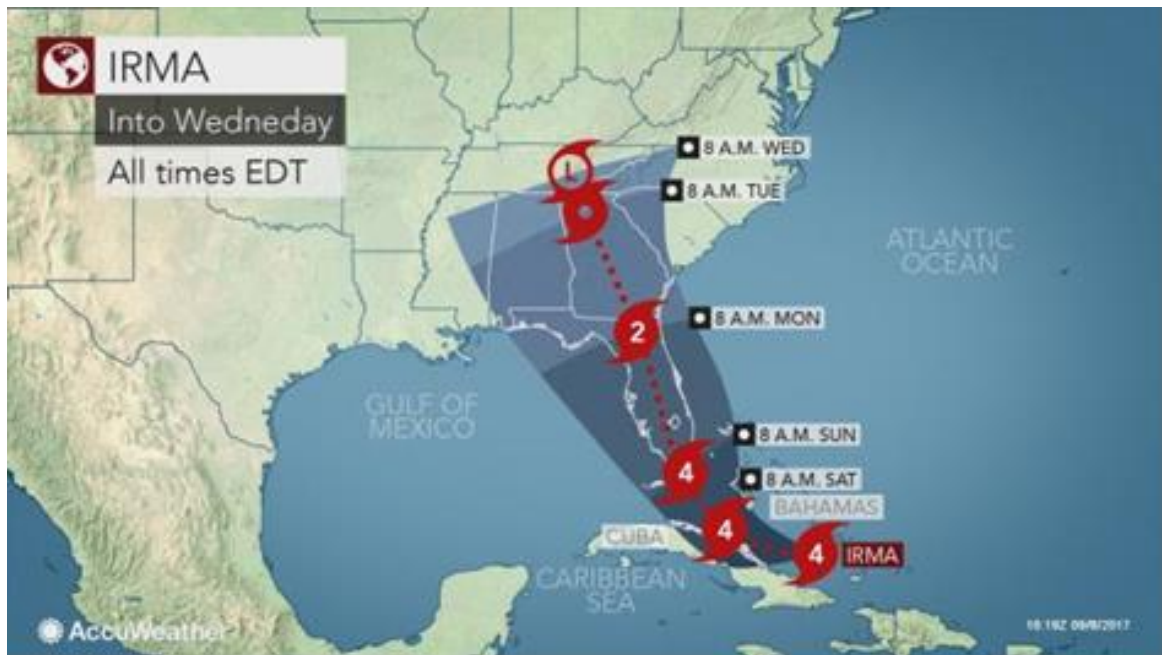 IRMA
Into Wedneday
All times EDT
L
8 A.M. WED
8 A.M. TUE
ATLANTIC
OCEAN
2
8 A.M. MON
GULF OF
MEXICO
8 A.M. SUN
4
8 A.M. SAT
BAHAMAS
4
CUBA
4
IRMA
CARIBBEAN
SEA
AccuWeather